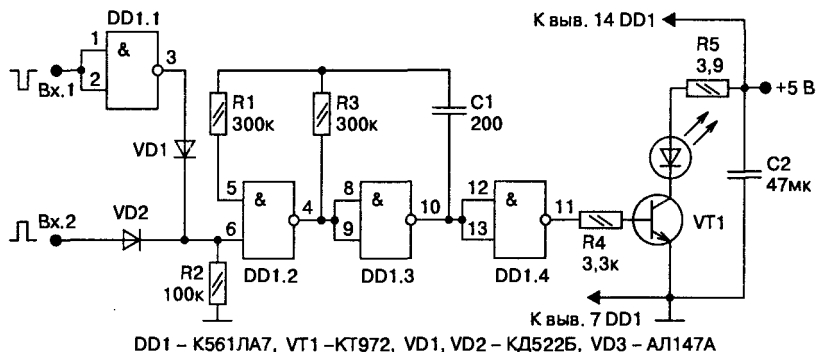 DD1.1
К выв. 14 DD1
R5
3,9
+5 В
1
2
&
3
Вх.1
R1
300к
R3
300к
C1
200
VD1
C2
47мк
5
&
4
8
9
&
10
12
13
&
11
Вх.2
VD2
6
R2
100к
DD1.2
DD1.3
DD1.4
R4
3,3к
VT1
К выв. 7 DD1
DD1 – К561ЛА7, VT1 –КТ972, VD1, VD2 – КД522Б, VD3 – АЛ147А